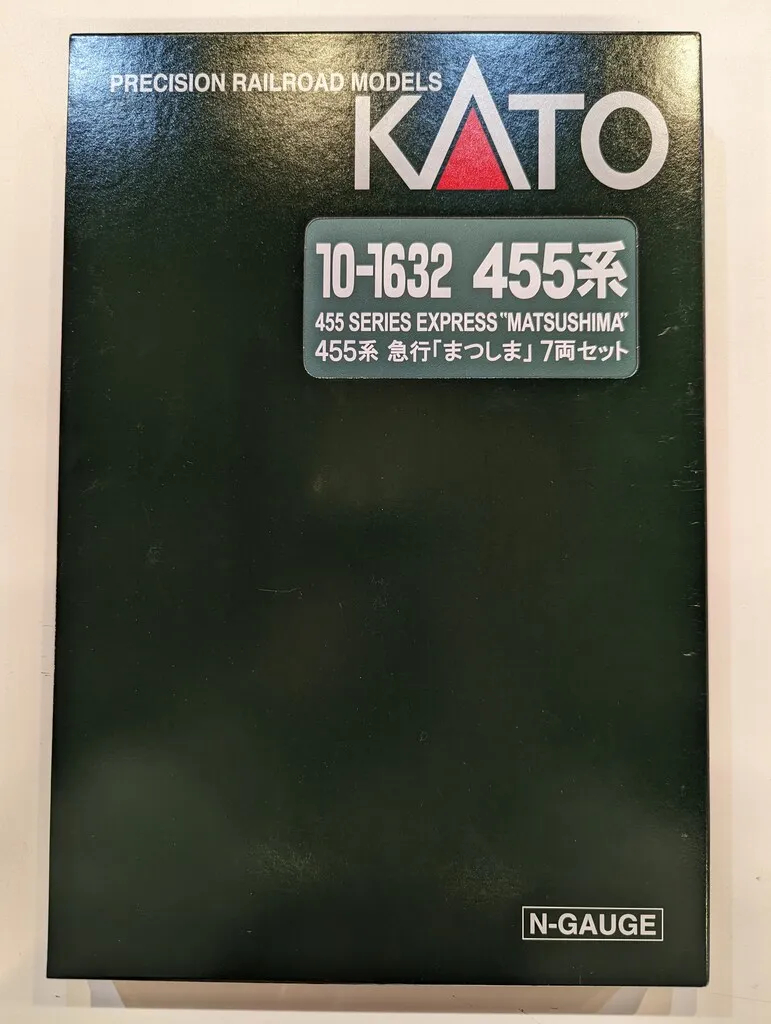 PRECISION RAILROAD MODELS
KATO
10-1632 455系
455 SERIES EXPRESS "MATSUSHIMA"
455系 急行「まつしま」 7両セット
N-GAUGE